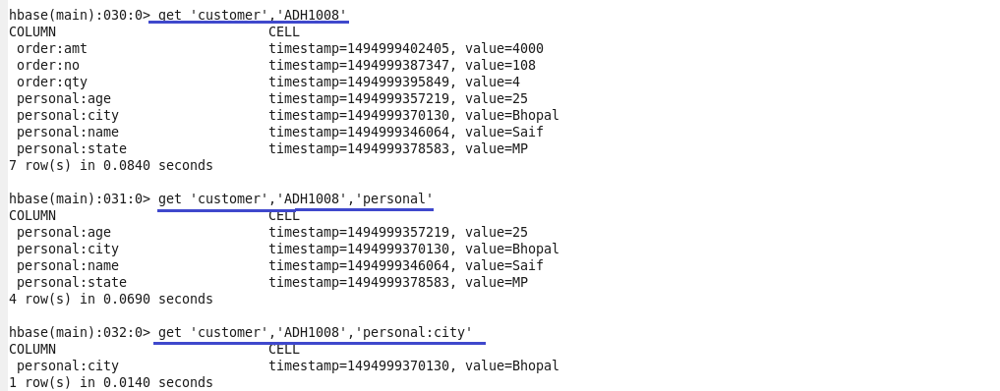 hbase(main):030:0> get 'customer','ADH1008'
COLUMN                           CELL
 order:amt                       timestamp=1494999402405, value=4000
 order:no                        timestamp=1494999387347, value=108
 order:qty                       timestamp=1494999395849, value=4
 personal:age                    timestamp=1494999357219, value=25
 personal:city                   timestamp=1494999370130, value=Bhopal
 personal:name                   timestamp=1494999346064, value=Saif
 personal:state                  timestamp=1494999378583, value=MP
7 row(s) in 0.0840 seconds

hbase(main):031:0> get 'customer','ADH1008','personal'
COLUMN                           CELL
 personal:age                    timestamp=1494999357219, value=25
 personal:city                   timestamp=1494999370130, value=Bhopal
 personal:name                   timestamp=1494999346064, value=Saif
 personal:state                  timestamp=1494999378583, value=MP
4 row(s) in 0.0690 seconds

hbase(main):032:0> get 'customer','ADH1008','personal:city'
COLUMN                           CELL
 personal:city                   timestamp=1494999370130, value=Bhopal
1 row(s) in 0.0140 seconds